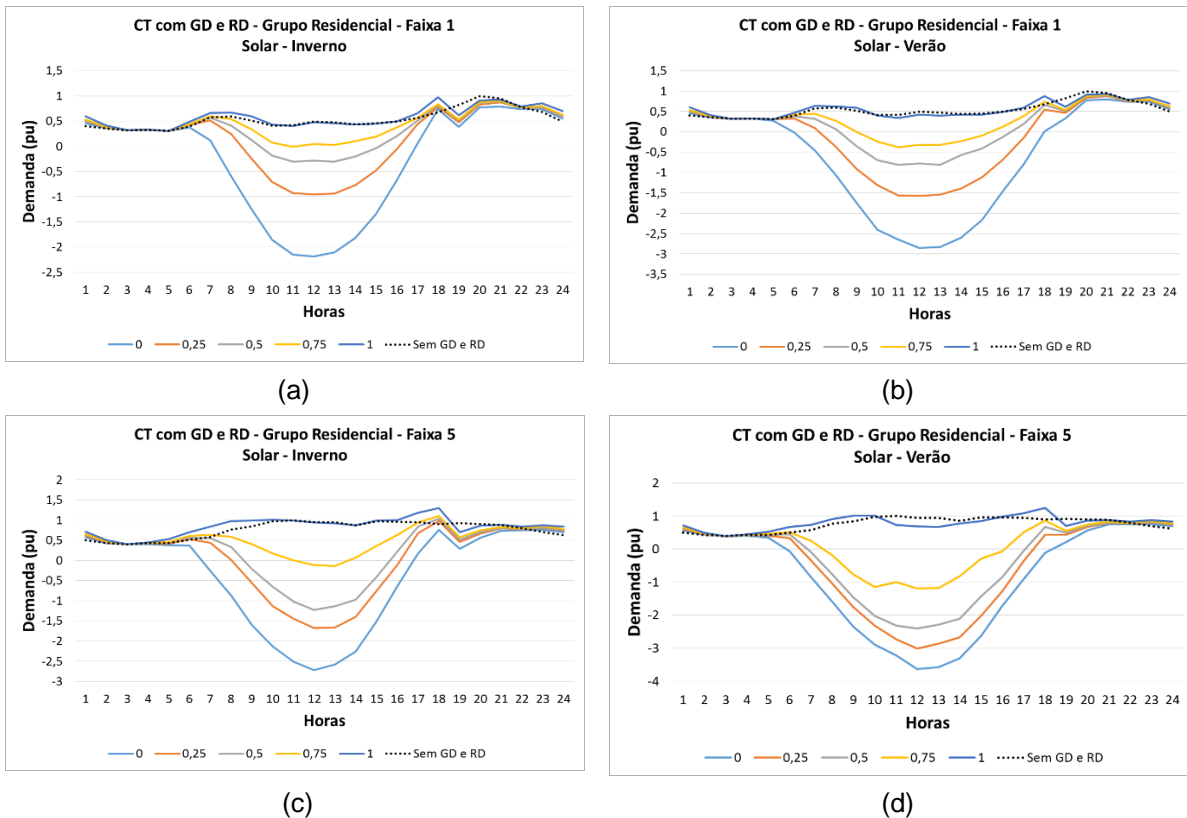 CT com GD e RD - Grupo Residencial - Faixa 1
Solar - Inverno
Demanda (pu)
1,5
1
0,5
0
-0,5
-1
-1,5
-2
-2,5
1 2 3 4 5 6 7 8 9 10 11 12 13 14 15 16 17 18 19 20 21 22 23 24
Horas
0 0,25 0,5 0,75 1 Sem GD e RD
(a)
CT com GD e RD - Grupo Residencial - Faixa 1
Solar - Verão
Demanda (pu)
1,5
1
0,5
0
-0,5
-1
-1,5
-2
-2,5
-3
-3,5
1 2 3 4 5 6 7 8 9 10 11 12 13 14 15 16 17 18 19 20 21 22 23 24
Horas
0 0,25 0,5 0,75 1 Sem GD e RD
(b)
CT com GD e RD - Grupo Residencial - Faixa 5
Solar - Inverno
Demanda (pu)
2
1,5
1
0,5
0
-0,5
-1
-1,5
-2
-2,5
-3
1 2 3 4 5 6 7 8 9 10 11 12 13 14 15 16 17 18 19 20 21 22 23 24
Horas
0 0,25 0,5 0,75 1 Sem GD e RD
(c)
CT com GD e RD - Grupo Residencial - Faixa 5
Solar - Verão
Demanda (pu)
2
1
0
-1
-2
-3
-4
1 2 3 4 5 6 7 8 9 10 11 12 13 14 15 16 17 18 19 20 21 22 23 24
Horas
0 0,25 0,5 0,75 1 Sem GD e RD
(d)